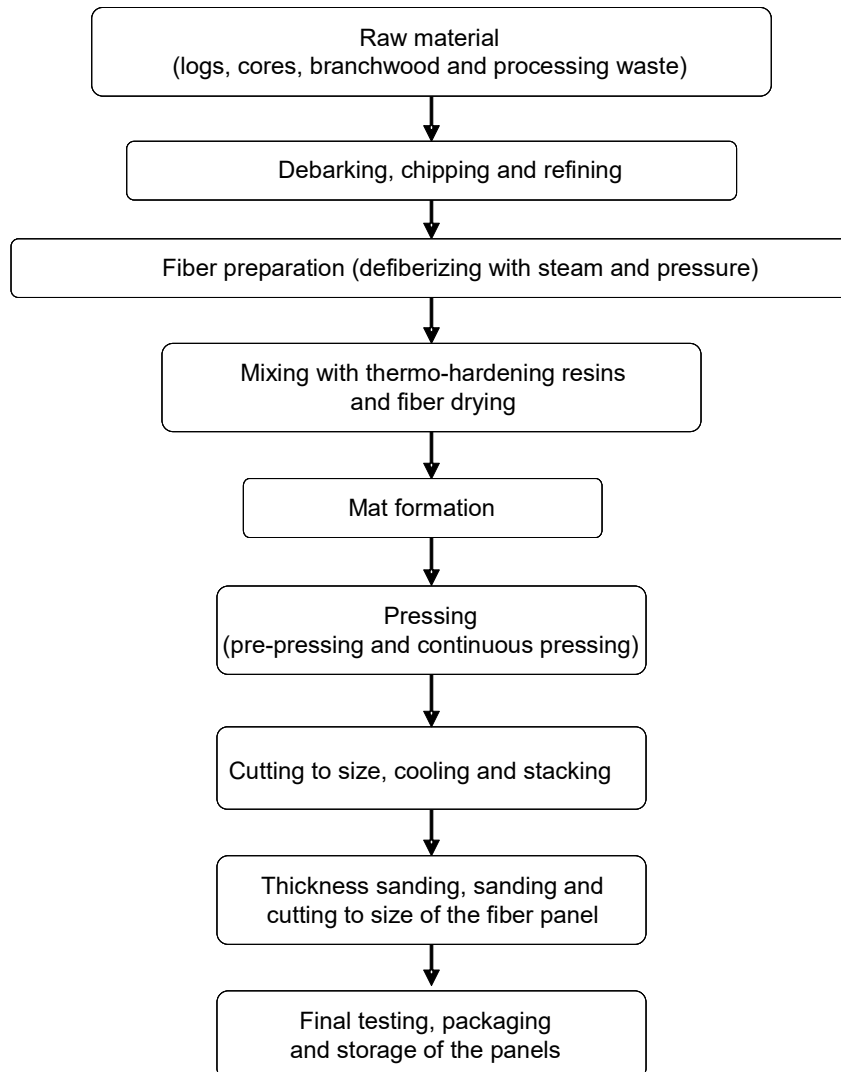 Raw material
(logs, cores, branchwood and processing waste)
Debarking, chipping and refining
Fiber preparation (defiberizing with steam and pressure)
Mixing with thermo-hardening resins
and fiber drying
Mat formation
Pressing
(pre-pressing and continuous pressing)
Cutting to size, cooling and stacking
Thickness sanding, sanding and
cutting to size of the fiber panel
Final testing, packaging
and storage of the panels